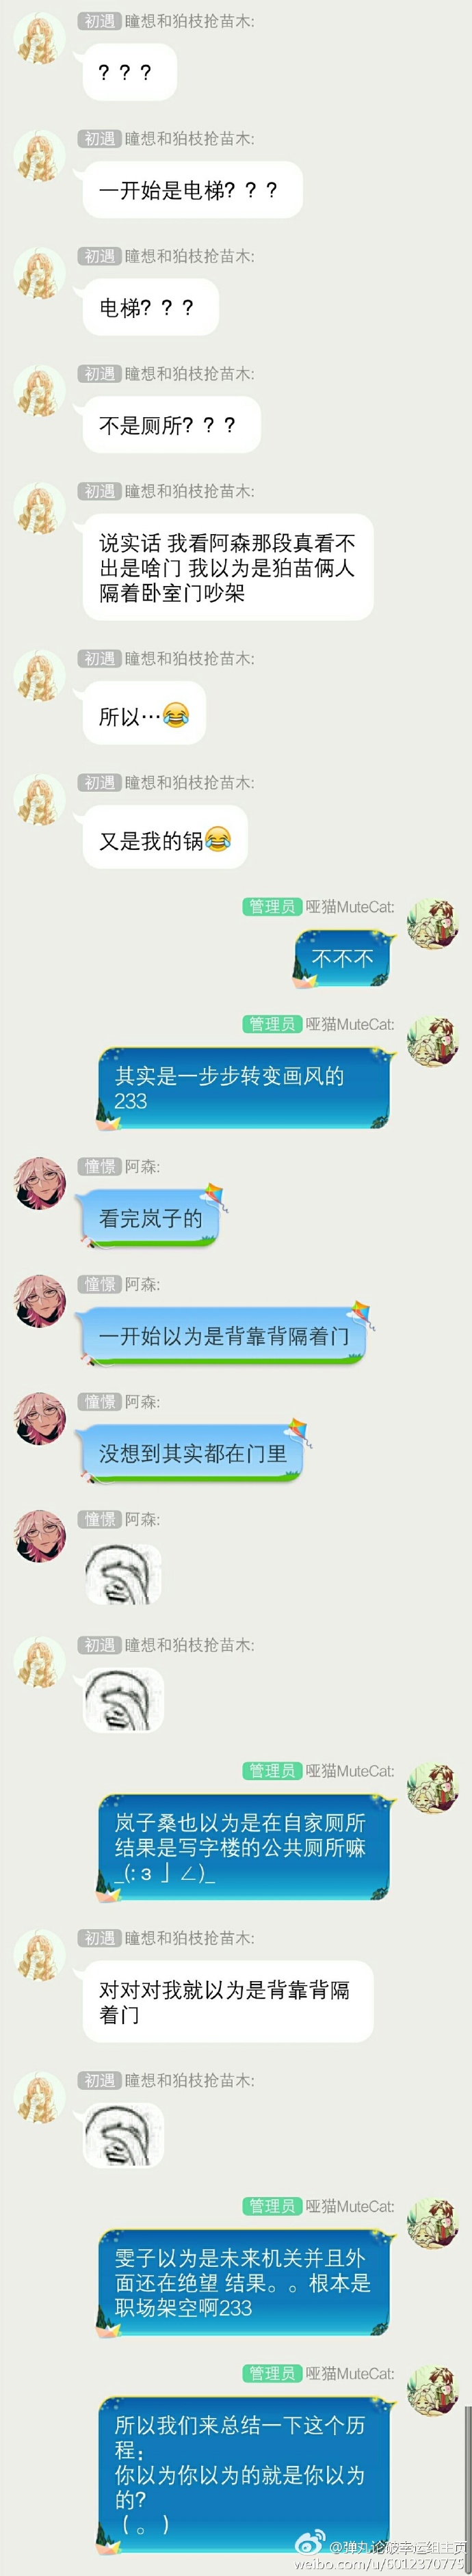 初遇 瞳想和狛枝抢苗木:
？？？
初遇 瞳想和狛枝抢苗木:
一开始是电梯？？？
初遇 瞳想和狛枝抢苗木:
电梯？？？
初遇 瞳想和狛枝抢苗木:
不是厕所？？？
初遇 瞳想和狛枝抢苗木:
说实话 我看阿森那段真看不
出是啥门 我以为是狛苗俩人
隔着卧室门吵架
初遇 瞳想和狛枝抢苗木:
所以…😂
初遇 瞳想和狛枝抢苗木:
又是我的锅😂
管理员 哑猫MuteCat:
不不不
管理员 哑猫MuteCat:
其实是一步步转变画风的
233
憧憬 阿森:
看完岚子的
憧憬 阿森:
一开始以为是背靠背隔着门
憧憬 阿森:
没想到其实都在门里
憧憬 阿森:
初遇 瞳想和狛枝抢苗木:
管理员 哑猫MuteCat:
岚子桑也以为是在自家厕所
结果是写字楼的公共厕所嘛
_(:з」∠)_
初遇 瞳想和狛枝抢苗木:
对对对我就以为是背靠背隔
着门
初遇 瞳想和狛枝抢苗木:
管理员 哑猫MuteCat:
雯子以为是未来机关并且外
面还在绝望 结果。。根本是
职场架空啊233
管理员 哑猫MuteCat:
所以我们来总结一下这个历
程：
你以为你以为的就是你以为
的?
（。）
@弹丸论破幸运组主页
weibo.com/u/6012370775